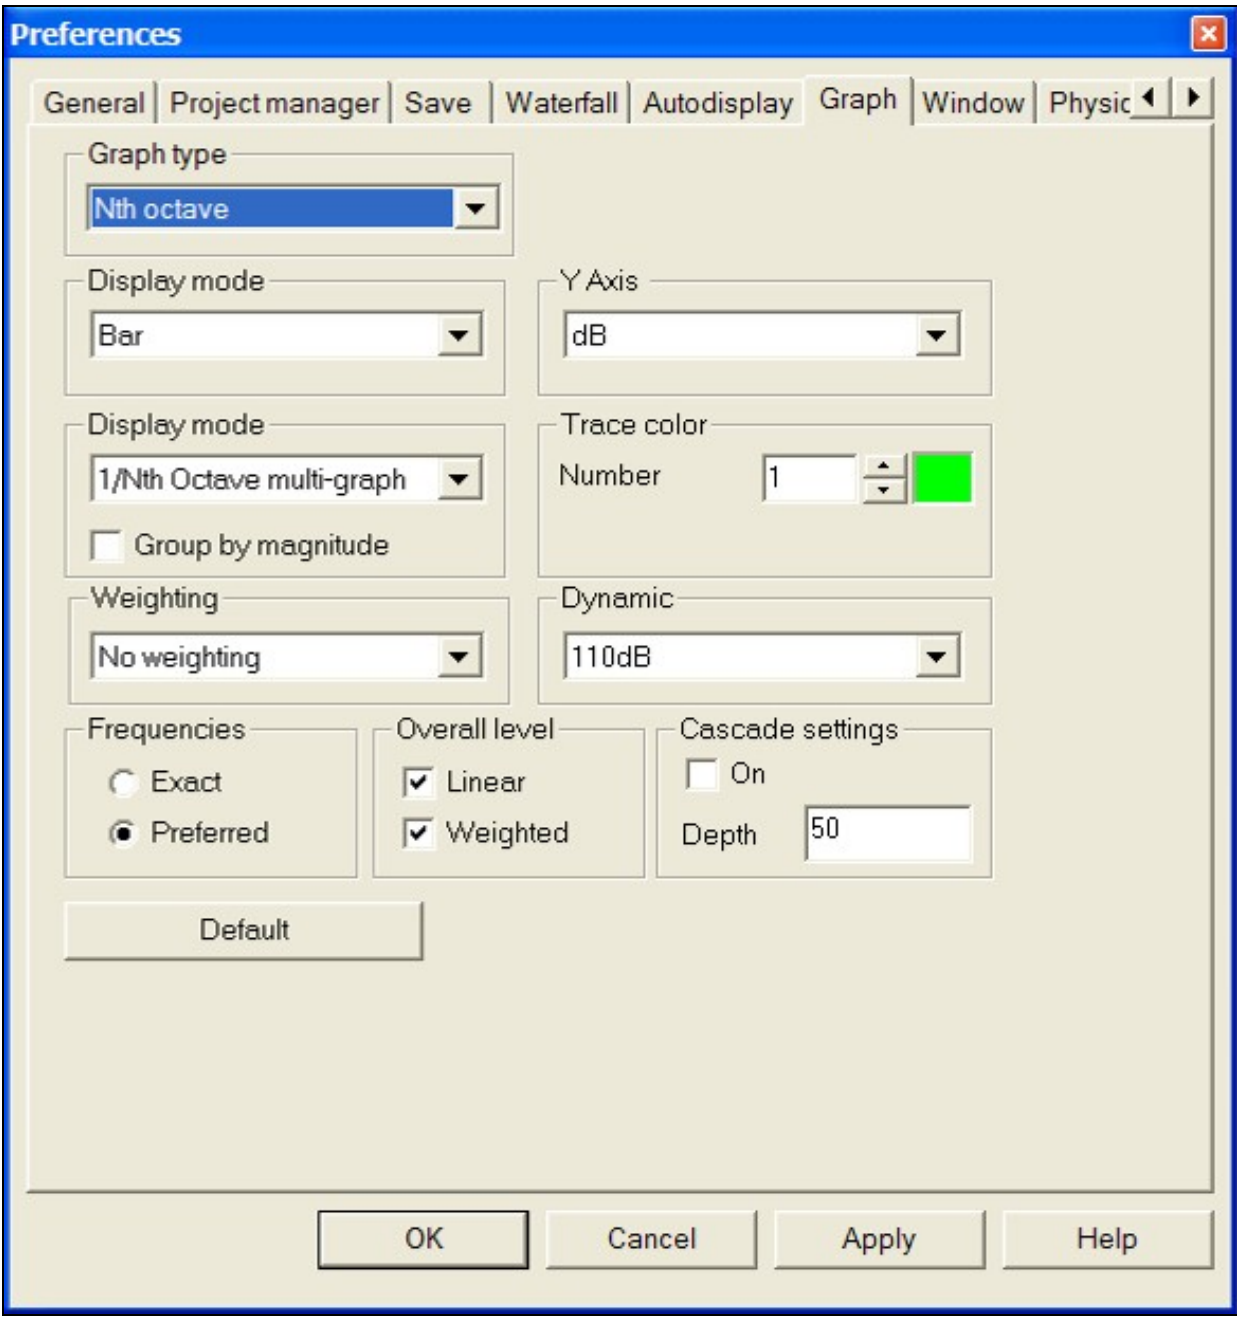 Preferences
General Project manager Save Waterfall Autodisplay Graph Window Physic
Graph type
Nth octave
Display mode Y Axis
Bar dB
Display mode Trace color
1/Nth Octave multi-graph Number 1
Group by magnitude
Weighting Dynamic
No weighting 110dB
Frequencies Overall level Cascade settings
Exact Linear On
Preferred Weighted Depth 50
Default
OK Cancel Apply Help